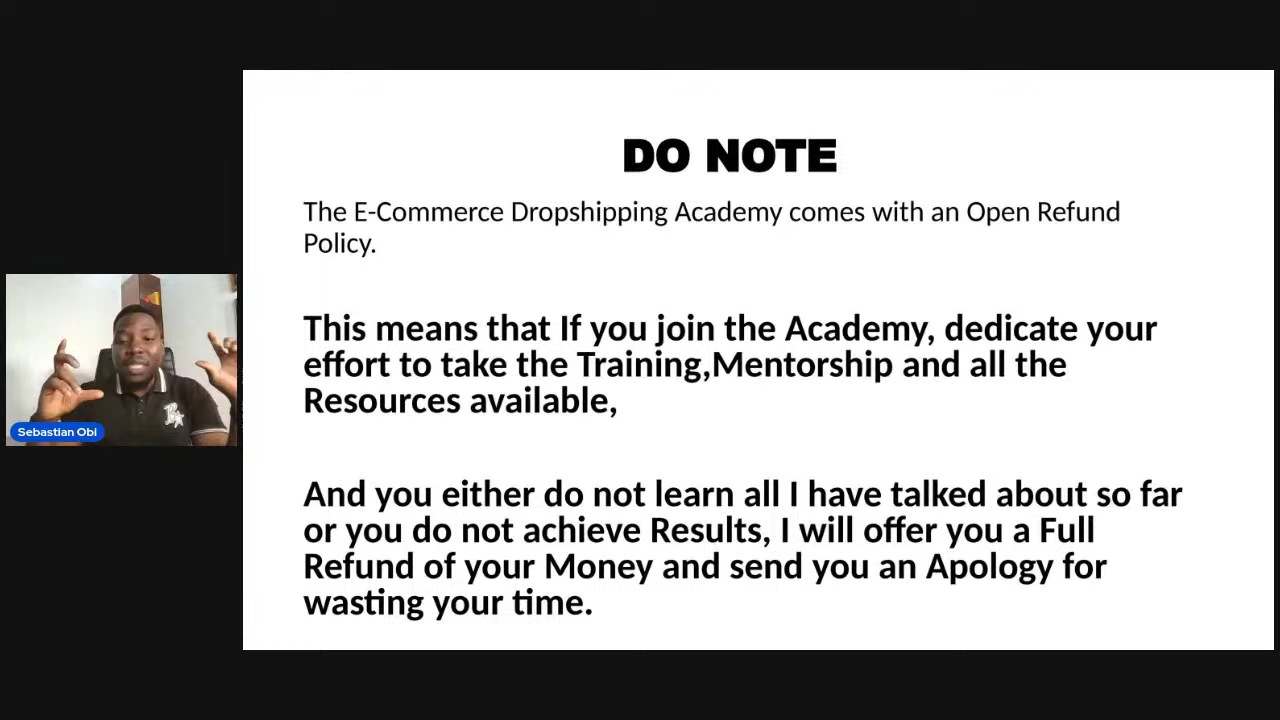 DO NOTE
The E-Commerce Dropshipping Academy comes with an Open Refund
Policy.
This means that If you join the Academy, dedicate your
effort to take the Training,Mentorship and all the
Resources available,
And you either do not learn all I have talked about so far
or you do not achieve Results, I will offer you a Full
Refund of your Money and send you an Apology for
wasting your time.
Sebastian Obi